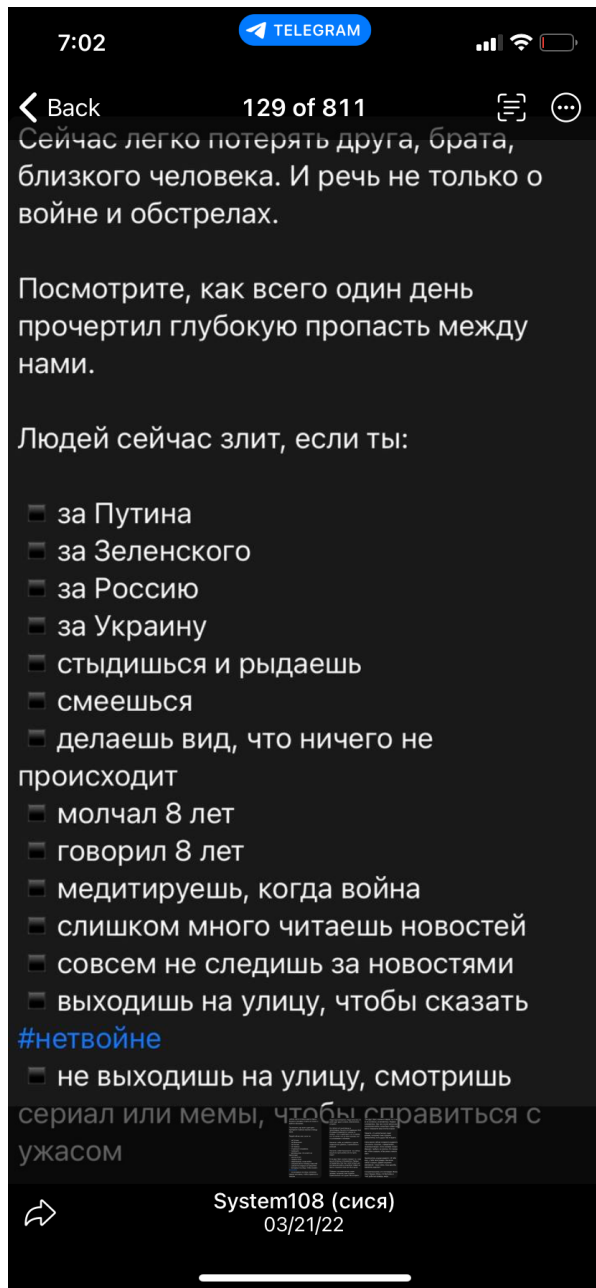 7:02
TELEGRAM
Back
129 of 811
Сейчас легко потерять друга, брата,
близкого человека. И речь не только о
войне и обстрелах.
Посмотрите, как всего один день
прочертил глубокую пропасть между
нами.
Людей сейчас злит, если ты:
▪️ за Путина
▪️ за Зеленского
▪️ за Россию
▪️ за Украину
▪️ стыдишься и рыдаешь
▪️ смеешься
▪️ делаешь вид, что ничего не
происходит
▪️ молчал 8 лет
▪️ говорил 8 лет
▪️ медитируешь, когда война
▪️ слишком много читаешь новостей
▪️ совсем не следишь за новостями
▪️ выходишь на улицу, чтобы сказать
#нетвойне
▪️ не выходишь на улицу, смотришь
сериал или мемы, чтобы справиться с
ужасом
System108 (сися)
03/21/22